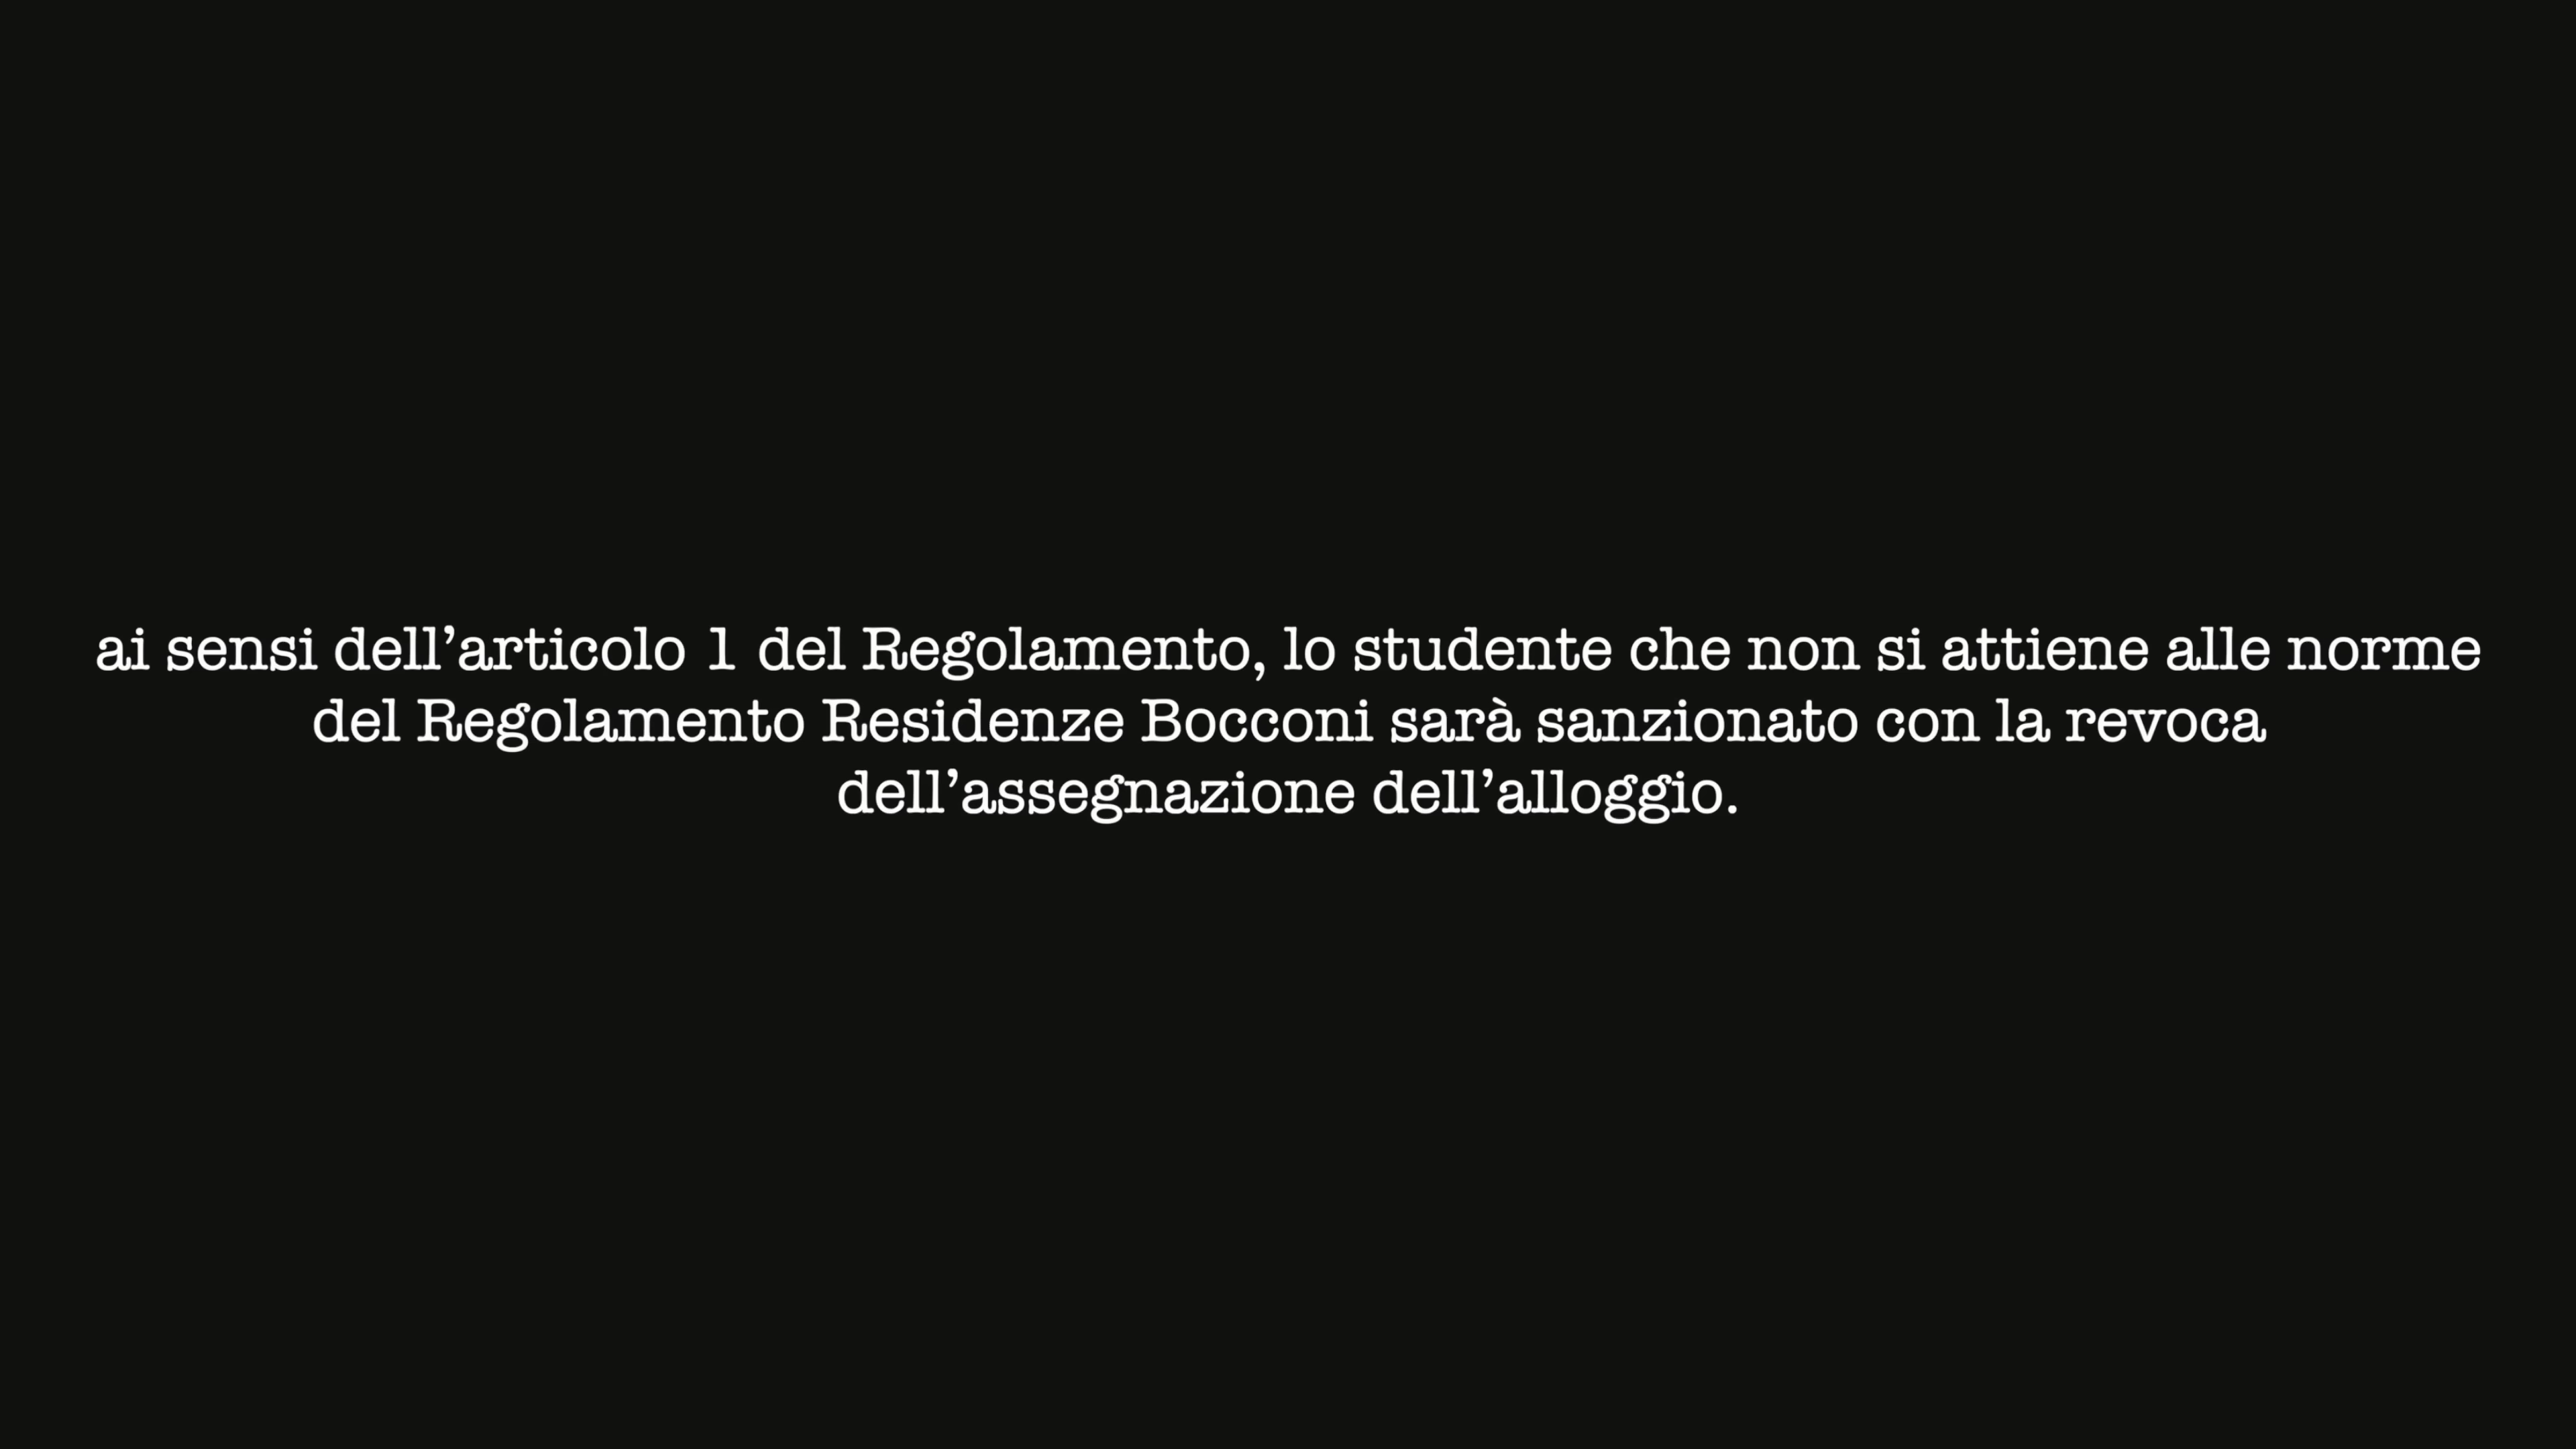 ai sensi dell’articolo 1 del Regolamento, lo studente che non si attiene alle norme
del Regolamento Residenze Bocconi sarà sanzionato con la revoca
dell’assegnazione dell’alloggio.